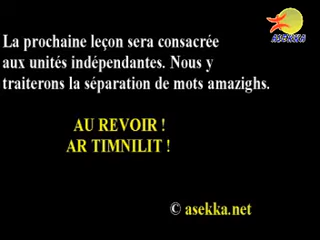 ASEKKA
La prochaine leçon sera consacrée
aux unités indépendantes. Nous y
traiterons la séparation de mots amazighs.
AU REVOIR !
AR TIMNILIT !
© asekka.net